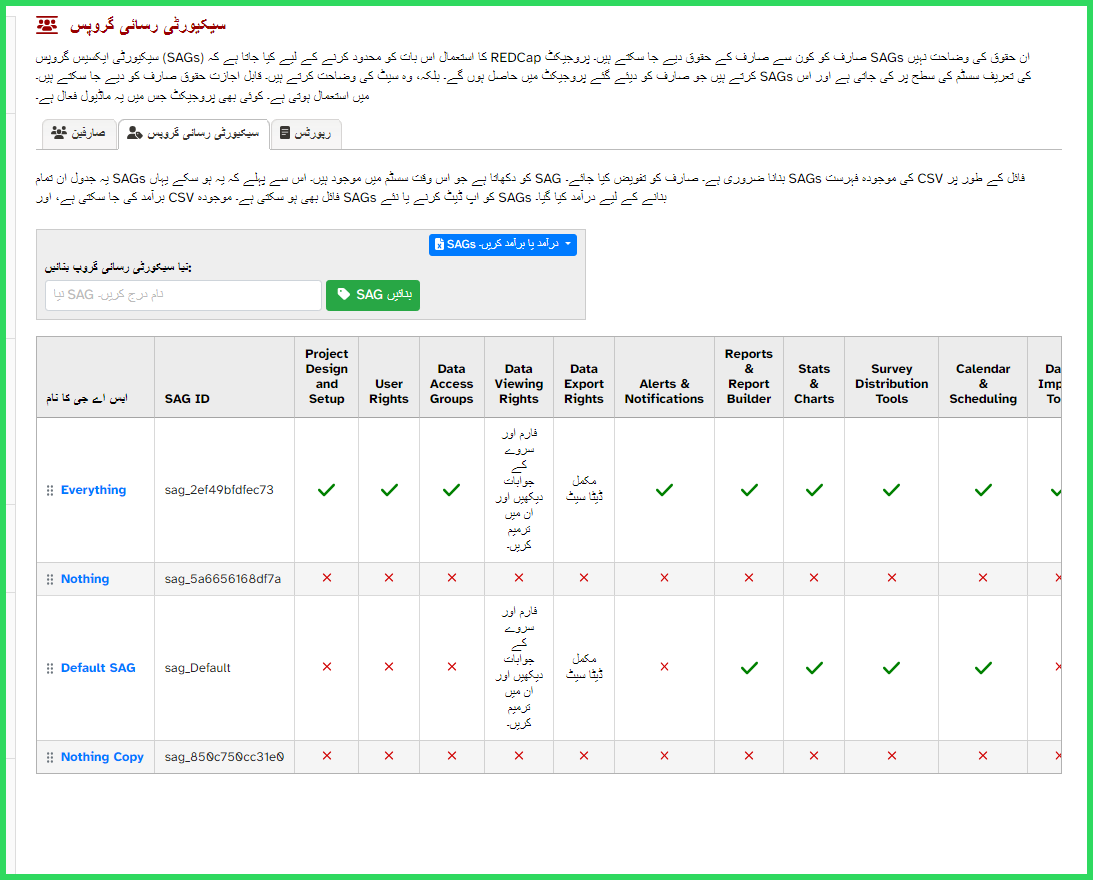 سیکیورٹی رسائی گروپس
سیکیورٹی ایکسیس گروپس (SAGs) کا استعمال اس بات کو محدود کرنے کے لیے کیا جاتا ہے کہ REDCap صارف کو کون سے صارف کے حقوق دیے جا سکتے ہیں۔ پروجیکٹ SAGs ان حقوق کی وضاحت نہیں
کرتے ہیں جو صارف کو دیئے گئے پروجیکٹ میں حاصل ہوں گے۔ بلکہ، وہ سیٹ کی وضاحت کرتے ہیں۔ قابل اجازت حقوق صارف کو دیے جا سکتے ہیں۔ SAGs کی تعریف سسٹم کی سطح پر کی جاتی ہے اور اس
میں استعمال ہوتی ہے۔ کوئی بھی پروجیکٹ جس میں یہ ماڈیول فعال ہے۔
صارفین
سیکیورٹی رسائی گروپس
رپورٹس
یہ جدول ان تمام SAGs کو دکھاتا ہے جو اس وقت سسٹم میں موجود ہیں۔ اس سے پہلے کہ یہ ہو سکے یہاں SAG بنانا ضروری ہے۔ صارف کو تفویض کیا جائے۔ SAGs کی موجودہ فہرست CSV فائل کے طور پر
برآمد کی جا سکتی ہے، اور CSV فائل بھی ہو سکتی ہے۔ موجودہ SAGs کو اپ ڈیٹ کرنے یا نئے SAGs بنانے کے لیے درآمد کیا گیا۔
SAGs درآمد یا برآمد کریں۔
نیا سیکورٹی رسائی گروپ بنائیں:
نیا SAG نام درج کریں۔
SAG بنائیں
ایس اے جی کا نام
SAG ID
Project Design and Setup
User Rights
Data Access Groups
Data Viewing Rights
Data Export Rights
Alerts & Notifications
Reports & Report Builder
Stats & Charts
Survey Distribution Tools
Calendar & Scheduling
Everything
sag_2ef49bfdfec73
فارم اور سروے کے جوابات دیکھیں اور ان میں ترمیم کریں۔
مکمل ڈیٹا سیٹ
Nothing
sag_5a6656168df7a
Default SAG
sag_Default
فارم اور سروے کے جوابات دیکھیں اور ان میں ترمیم کریں۔
مکمل ڈیٹا سیٹ
Nothing Copy
sag_850c750cc31e0